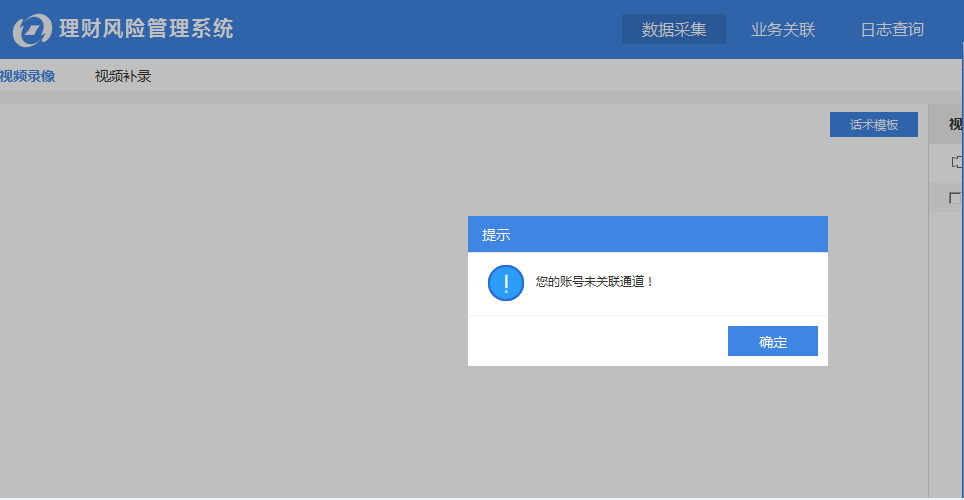 理财风险管理系统
数据采集
业务关联
日志查询
视频录像
视频补录
话术模板
视
提示
您的账号未关联通道！
确定